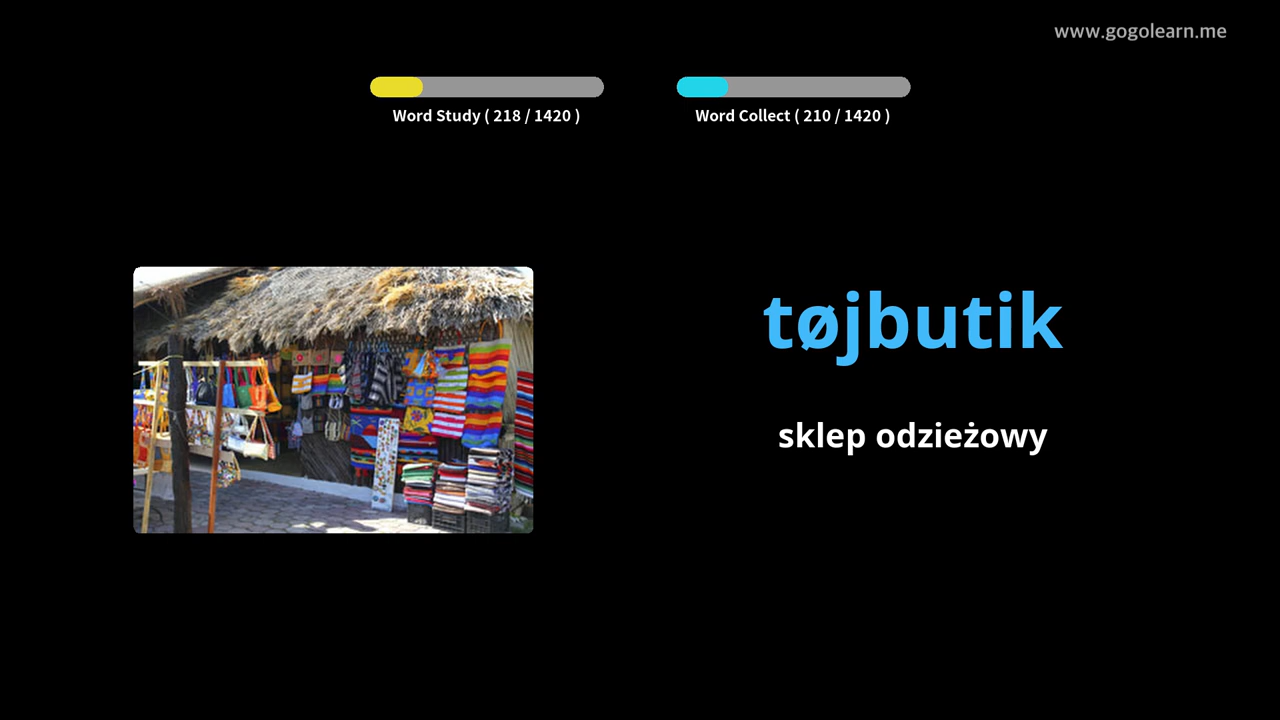 www.gogolearn.me
Word Study ( 218 / 1420 )
Word Collect ( 210 / 1420 )
tøjbutik
sklep odzieżowy